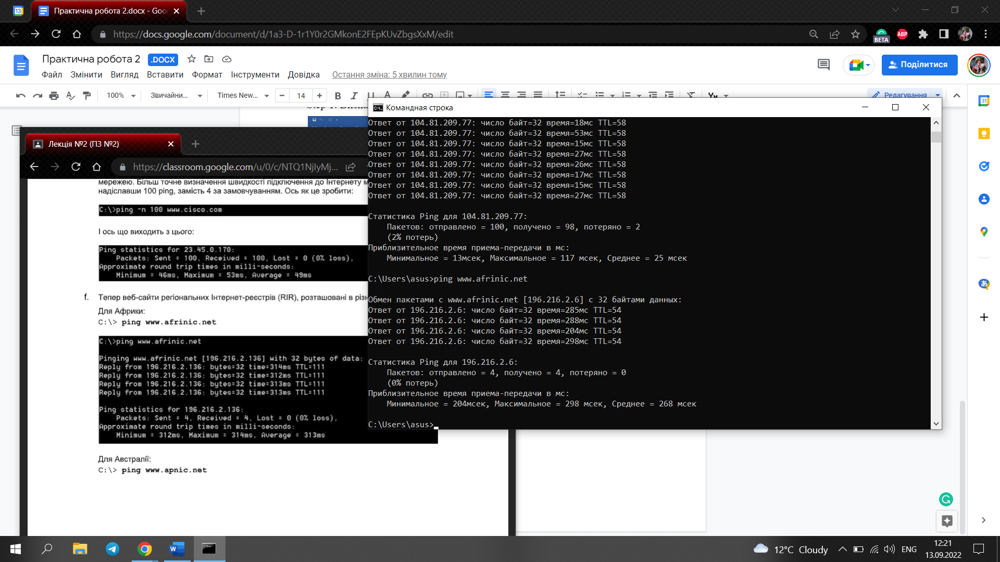 Практична робота 2.docx - Goo
https://docs.google.com/document/d/1a3-D-1r1Y0r2GMkonE2FEpKUvZbgsXxM/edit
BETA
ABP
Практична робота 2
.DOCX
Файл Змінити Вигляд Вставити Формат Інструменти Довідка
Остання зміна: 5 хвилин тому
Поділитися
100%
Звичайни...
Times New...
14
B I U A
Редагування
Командная строка
Ответ от 104.81.209.77: число байт=32 время=18мс TTL=58
Ответ от 104.81.209.77: число байт=32 время=53мс TTL=58
Ответ от 104.81.209.77: число байт=32 время=15мс TTL=58
Ответ от 104.81.209.77: число байт=32 время=27мс TTL=58
Ответ от 104.81.209.77: число байт=32 время=26мс TTL=58
Ответ от 104.81.209.77: число байт=32 время=17мс TTL=58
Ответ от 104.81.209.77: число байт=32 время=15мс TTL=58
Ответ от 104.81.209.77: число байт=32 время=27мс TTL=58
Статистика Ping для 104.81.209.77:
Пакетов: отправлено = 100, получено = 98, потеряно = 2
(2% потерь)
Приблизительное время приема-передачи в мс:
Минимальное = 13мсек, Максимальное = 117 мсек, Среднее = 25 мсек
C:\Users\asus>ping www.afrinic.net
Обмен пакетами с www.afrinic.net [196.216.2.6] с 32 байтами данных:
Ответ от 196.216.2.6: число байт=32 время=285мс TTL=54
Ответ от 196.216.2.6: число байт=32 время=288мс TTL=54
Ответ от 196.216.2.6: число байт=32 время=204мс TTL=54
Ответ от 196.216.2.6: число байт=32 время=298мс TTL=54
Статистика Ping для 196.216.2.6:
Пакетов: отправлено = 4, получено = 4, потеряно = 0
(0% потерь)
Приблизительное время приема-передачи в мс:
Минимальное = 204мсек, Максимальное = 298 мсек, Среднее = 268 мсек
C:\Users\asus>
Лекція №2 (ПЗ №2)
https://classroom.google.com/u/0/c/NTQ1NjIyMj...
мережею. Більш точне визначення швидкості підключення до Інтернету м
надіславши 100 ping, замість 4 за замовчуванням. Ось як це зробити:
C:\>ping -n 100 www.cisco.com
І ось що виходить з цього:
Ping statistics for 23.45.0.170:
Packets: Sent = 100, Received = 100, Lost = 0 (0% loss),
Approximate round trip times in milli-seconds:
Minimum = 46ms, Maximum = 53ms, Average = 49ms
f. Тепер веб-сайти регіональних Інтернет-реєстрів (RIR), розташовані в різн
Для Африки:
C:\> ping www.afrinic.net
C:\>ping www.afrinic.net
Pinging www.afrinic.net [196.216.2.136] with 32 bytes of data:
Reply from 196.216.2.136: bytes=32 time=314ms TTL=111
Reply from 196.216.2.136: bytes=32 time=312ms TTL=111
Reply from 196.216.2.136: bytes=32 time=313ms TTL=111
Reply from 196.216.2.136: bytes=32 time=313ms TTL=111
Ping statistics for 196.216.2.136:
Packets: Sent = 4, Received = 4, Lost = 0 (0% loss),
Approximate round trip times in milli-seconds:
Minimum = 312ms, Maximum = 314ms, Average = 313ms
Для Австралії:
C:\> ping www.apnic.net
12°C Cloudy
ENG
12:21
13.09.2022